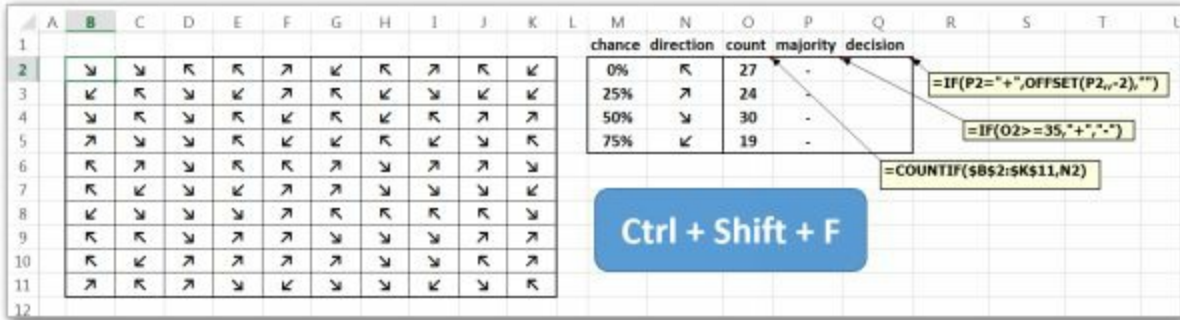 A B C D E F G H I J K L M N O P Q R S T U
1 chance direction count majority decision
2 ↘ ↘ ↖ ↖ ↗ ↙ ↖ ↗ ↖ ↙ 0% ↖ 27 -
=IF(P2="+",OFFSET(P2,,-2),"")
3 ↙ ↖ ↘ ↙ ↗ ↖ ↙ ↘ ↙ ↙ 25% ↗ 24 -
4 ↘ ↖ ↘ ↖ ↙ ↖ ↙ ↖ ↗ ↗ 50% ↘ 30 -
=IF(O2>=35,"+","-")
5 ↗ ↘ ↘ ↖ ↙ ↙ ↖ ↙ ↘ ↖ 75% ↙ 19 -
6 ↖ ↗ ↘ ↖ ↖ ↗ ↘ ↗ ↗ ↘
=COUNTIF($B$2:$K$11,N2)
7 ↖ ↙ ↘ ↙ ↗ ↗ ↘ ↘ ↘ ↙
8 ↙ ↘ ↘ ↘ ↗ ↖ ↖ ↖ ↖ ↘
9 ↖ ↖ ↘ ↗ ↗ ↘ ↘ ↘ ↗ ↗
Ctrl + Shift + F
10 ↖ ↙ ↗ ↗ ↗ ↗ ↘ ↘ ↖ ↗
11 ↗ ↖ ↗ ↘ ↙ ↘ ↘ ↙ ↘ ↖
12